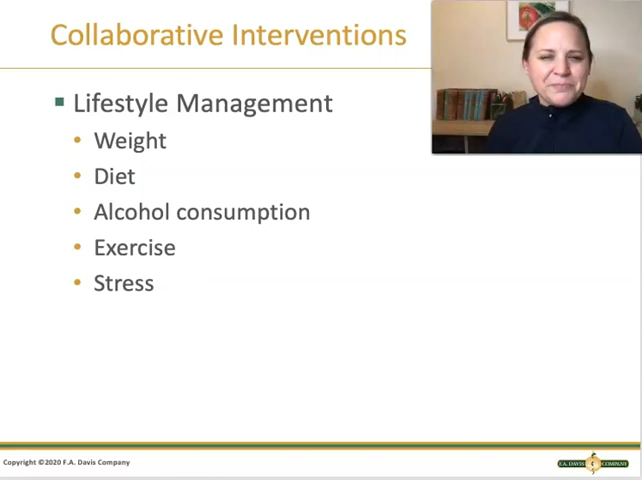 Collaborative Interventions
Lifestyle Management
Weight
Diet
Alcohol consumption
Exercise
Stress
Copyright ©2020 F.A. Davis Company
F.A. DAVIS COMPANY